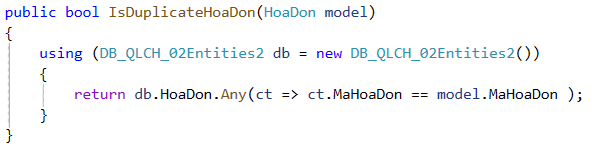 public bool IsDuplicateHoaDon(HoaDon model)
{
    using (DB_QLCH_02Entities2 db = new DB_QLCH_02Entities2())
    {
        return db.HoaDon.Any(ct => ct.MaHoaDon == model.MaHoaDon );
    }
}